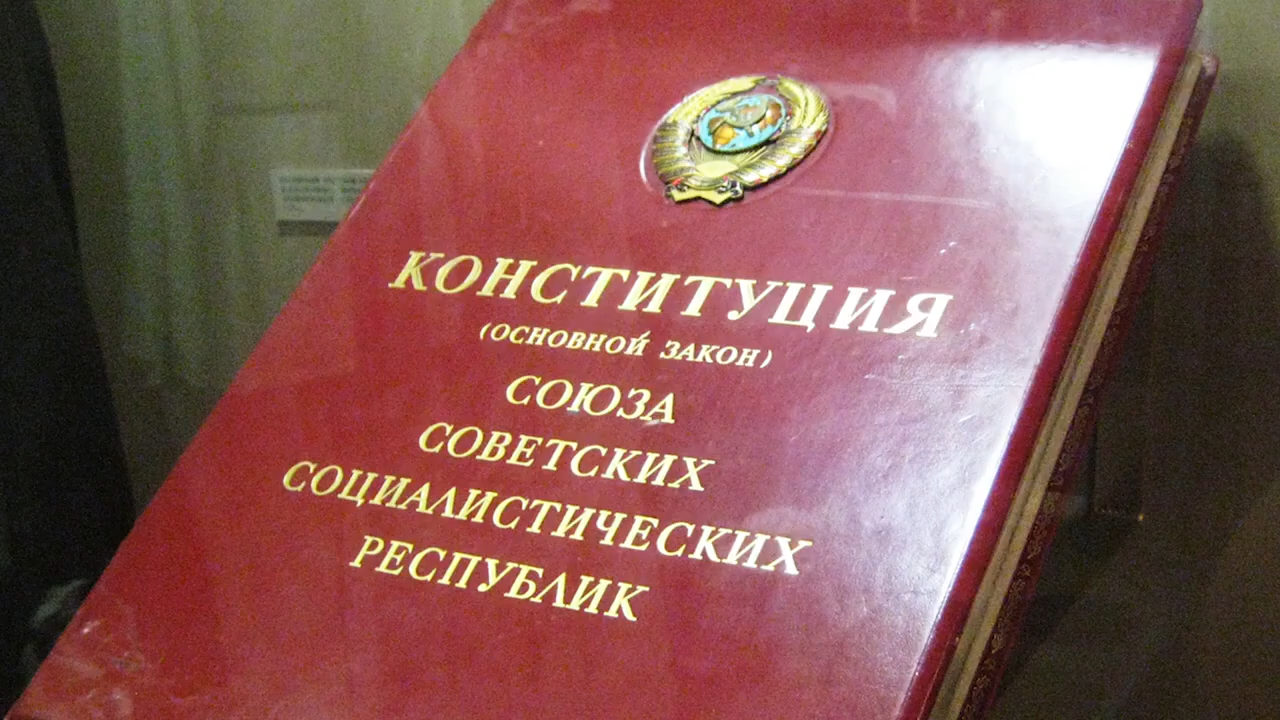 КОНСТИТУЦИЯ
(ОСНОВНОЙ ЗАКОН)
СОЮЗА
СОВЕТСКИХ
СОЦИАЛИСТИЧЕСКИХ
РЕСПУБЛИК